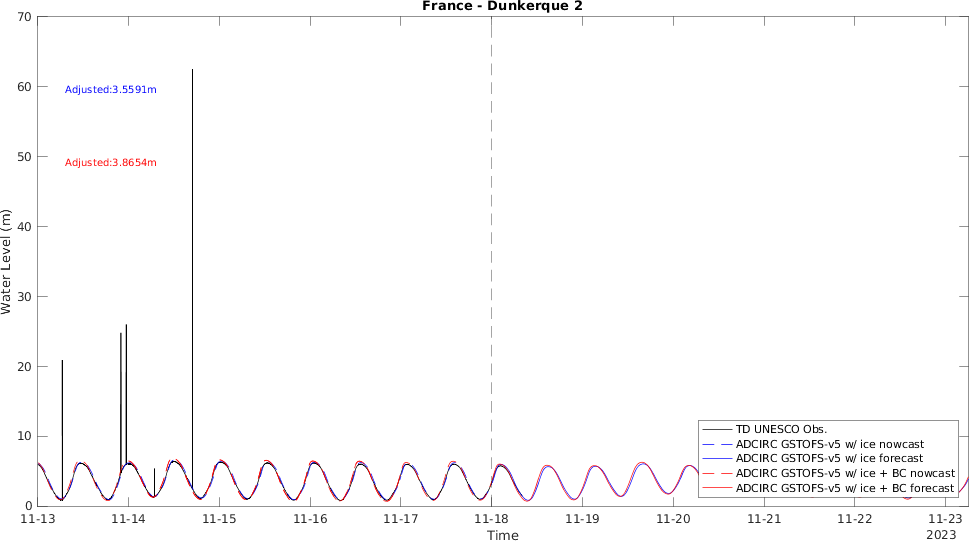 France - Dunkerque 2
70
60
50
40
30
20
10
0
Water Level (m)
Adjusted:3.5591m
Adjusted:3.8654m
TD UNESCO Obs.
ADCIRC GSTOFS-v5 w/ ice nowcast
ADCIRC GSTOFS-v5 w/ ice forecast
ADCIRC GSTOFS-v5 w/ ice + BC nowcast
ADCIRC GSTOFS-v5 w/ ice + BC forecast
11-13 11-14 11-15 11-16 11-17 11-18 11-19 11-20 11-21 11-22 11-23
Time
2023